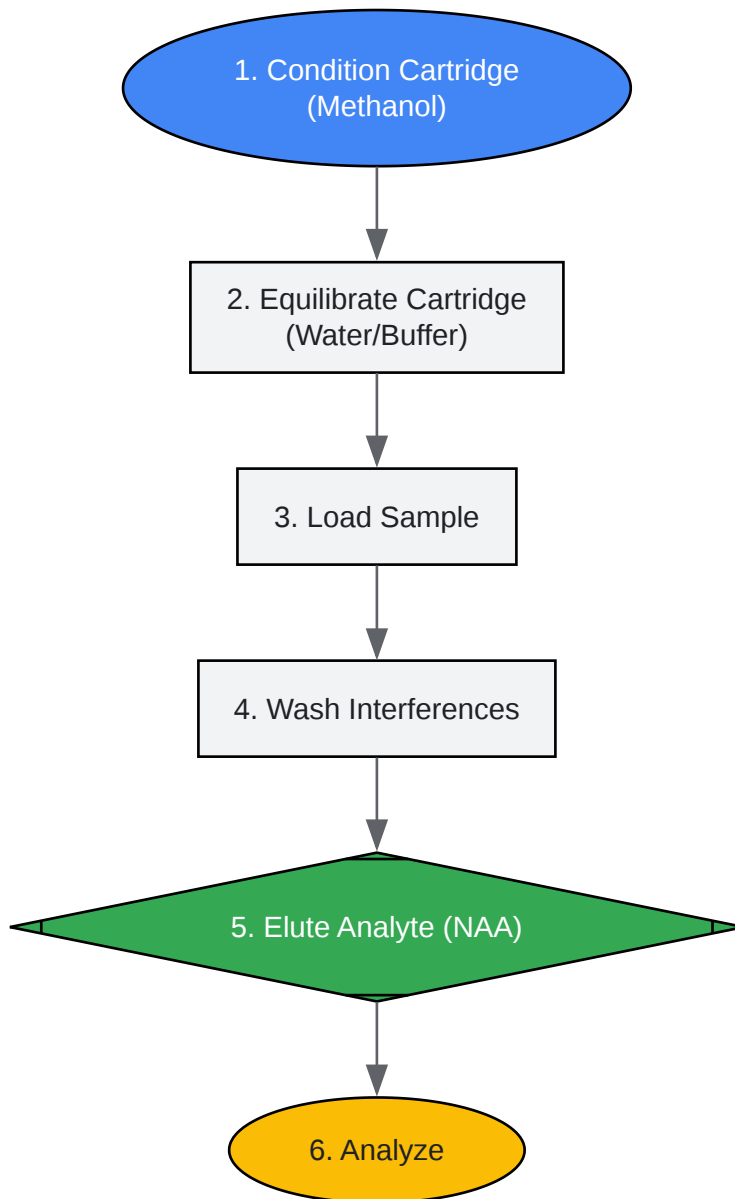 1. Condition Cartridge
(Methanol)
2. Equilibrate Cartridge
(Water/Buffer)
3. Load Sample
4. Wash Interferences
5. Elute Analyte (NAA)
6. Analyze